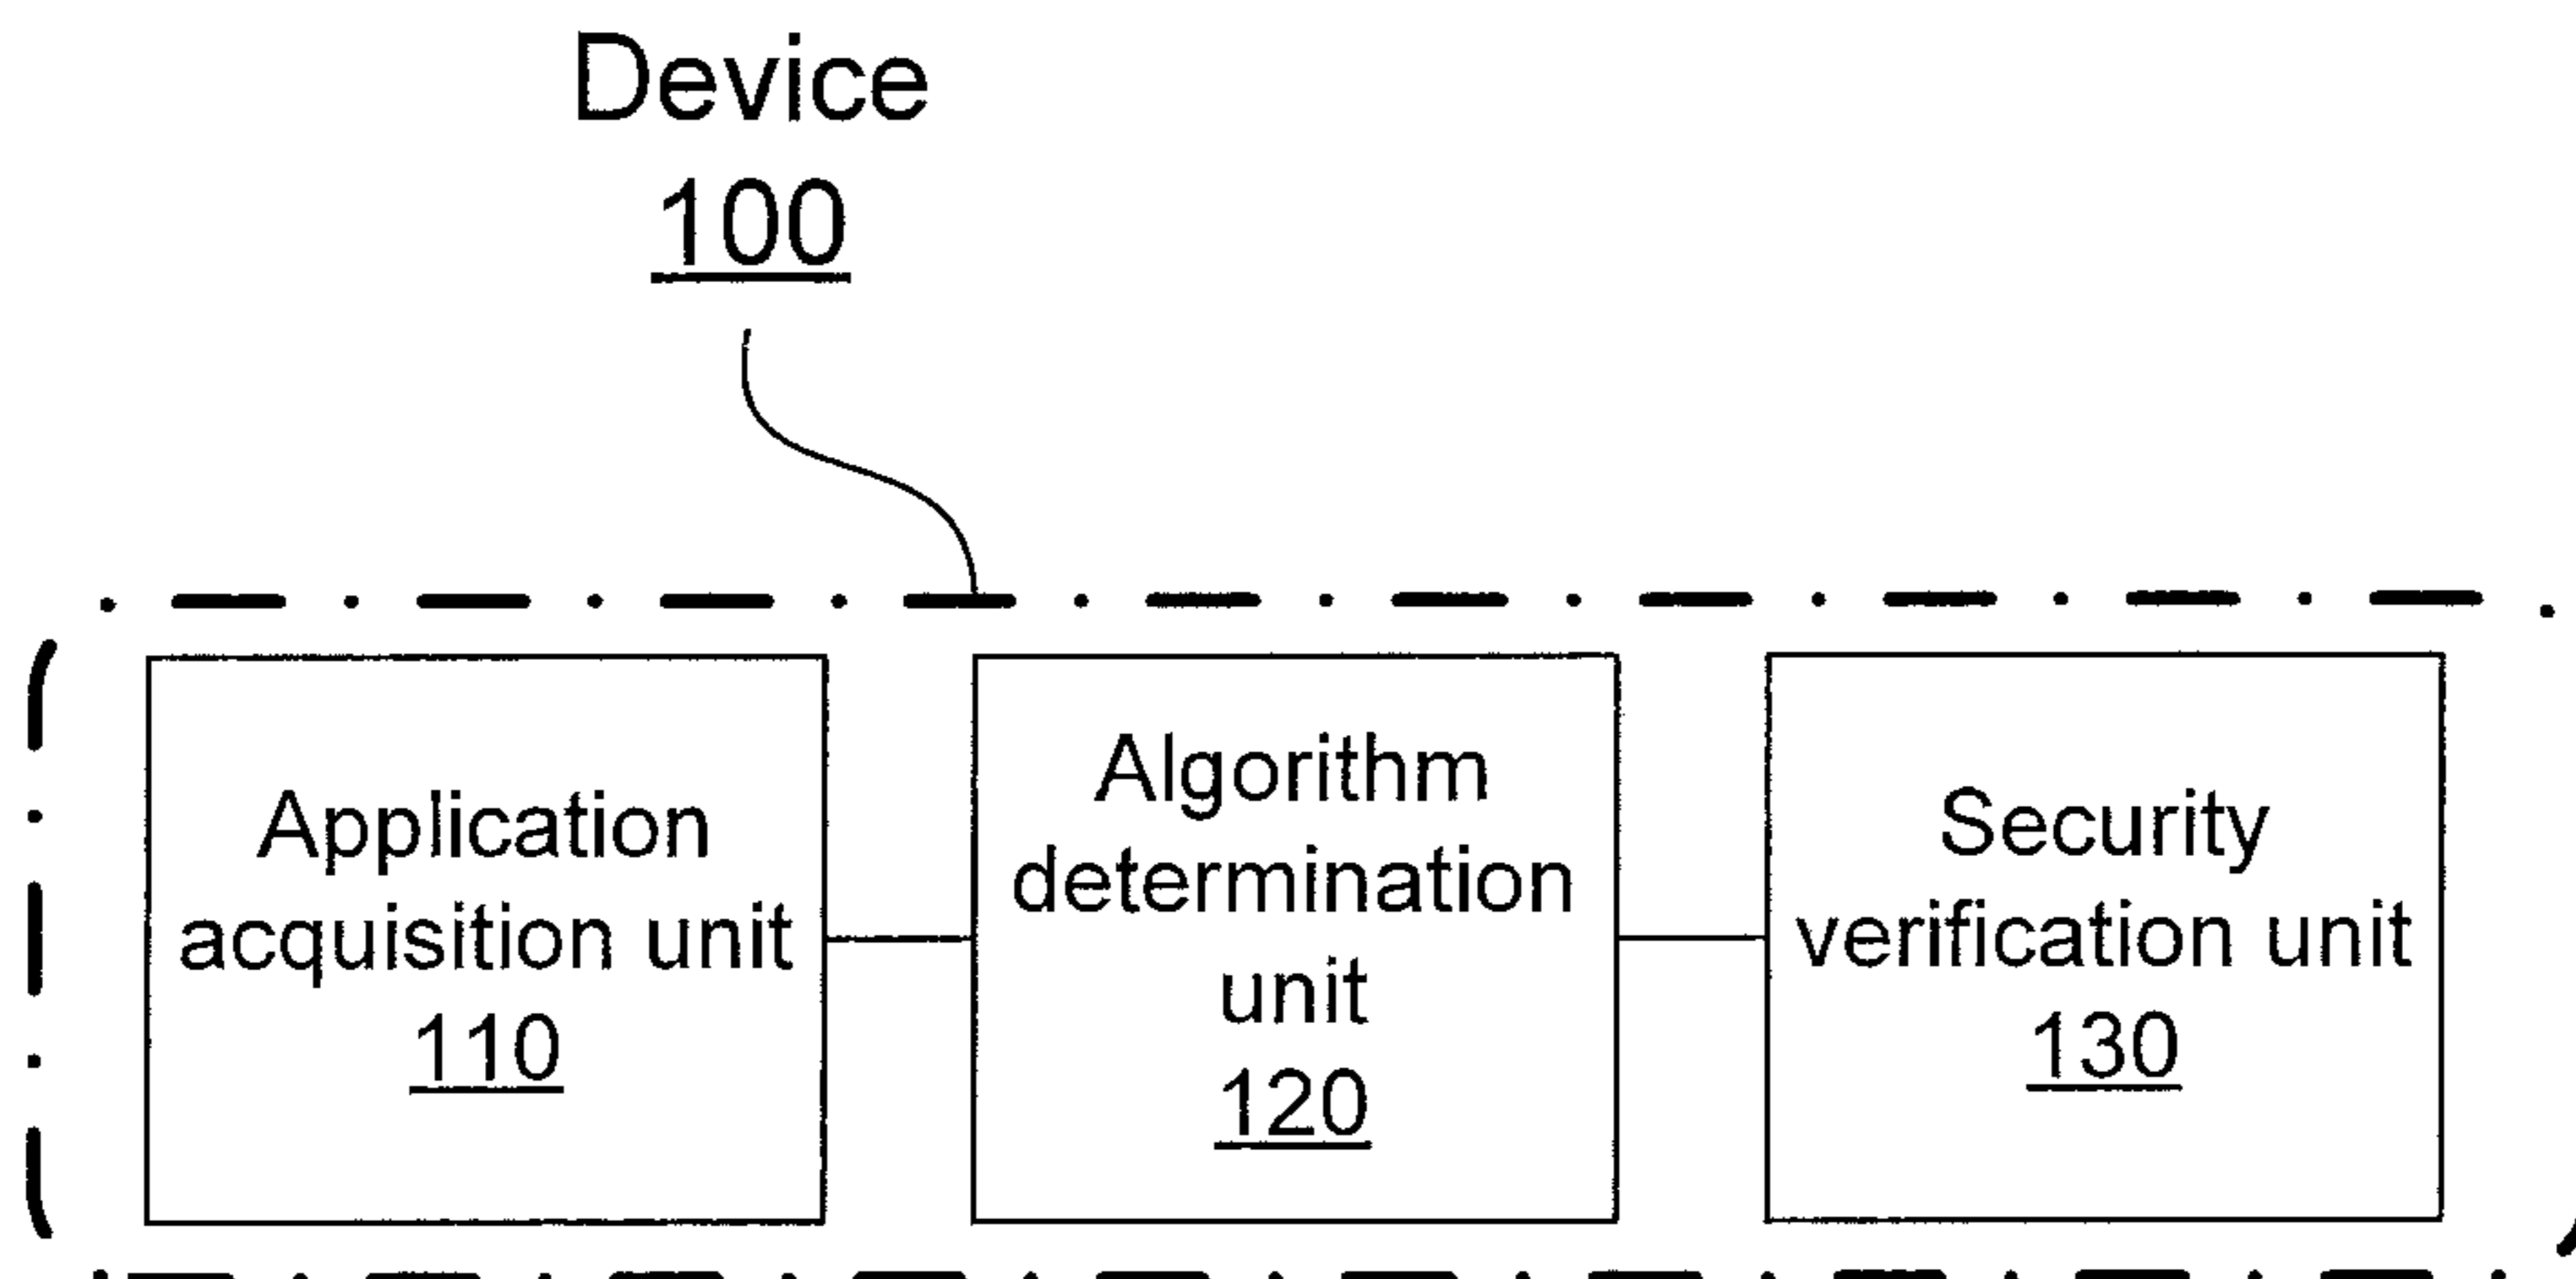 Device
100
Application
acquisition unit
110
Algorithm
determination
unit
120
Security
verification unit
130